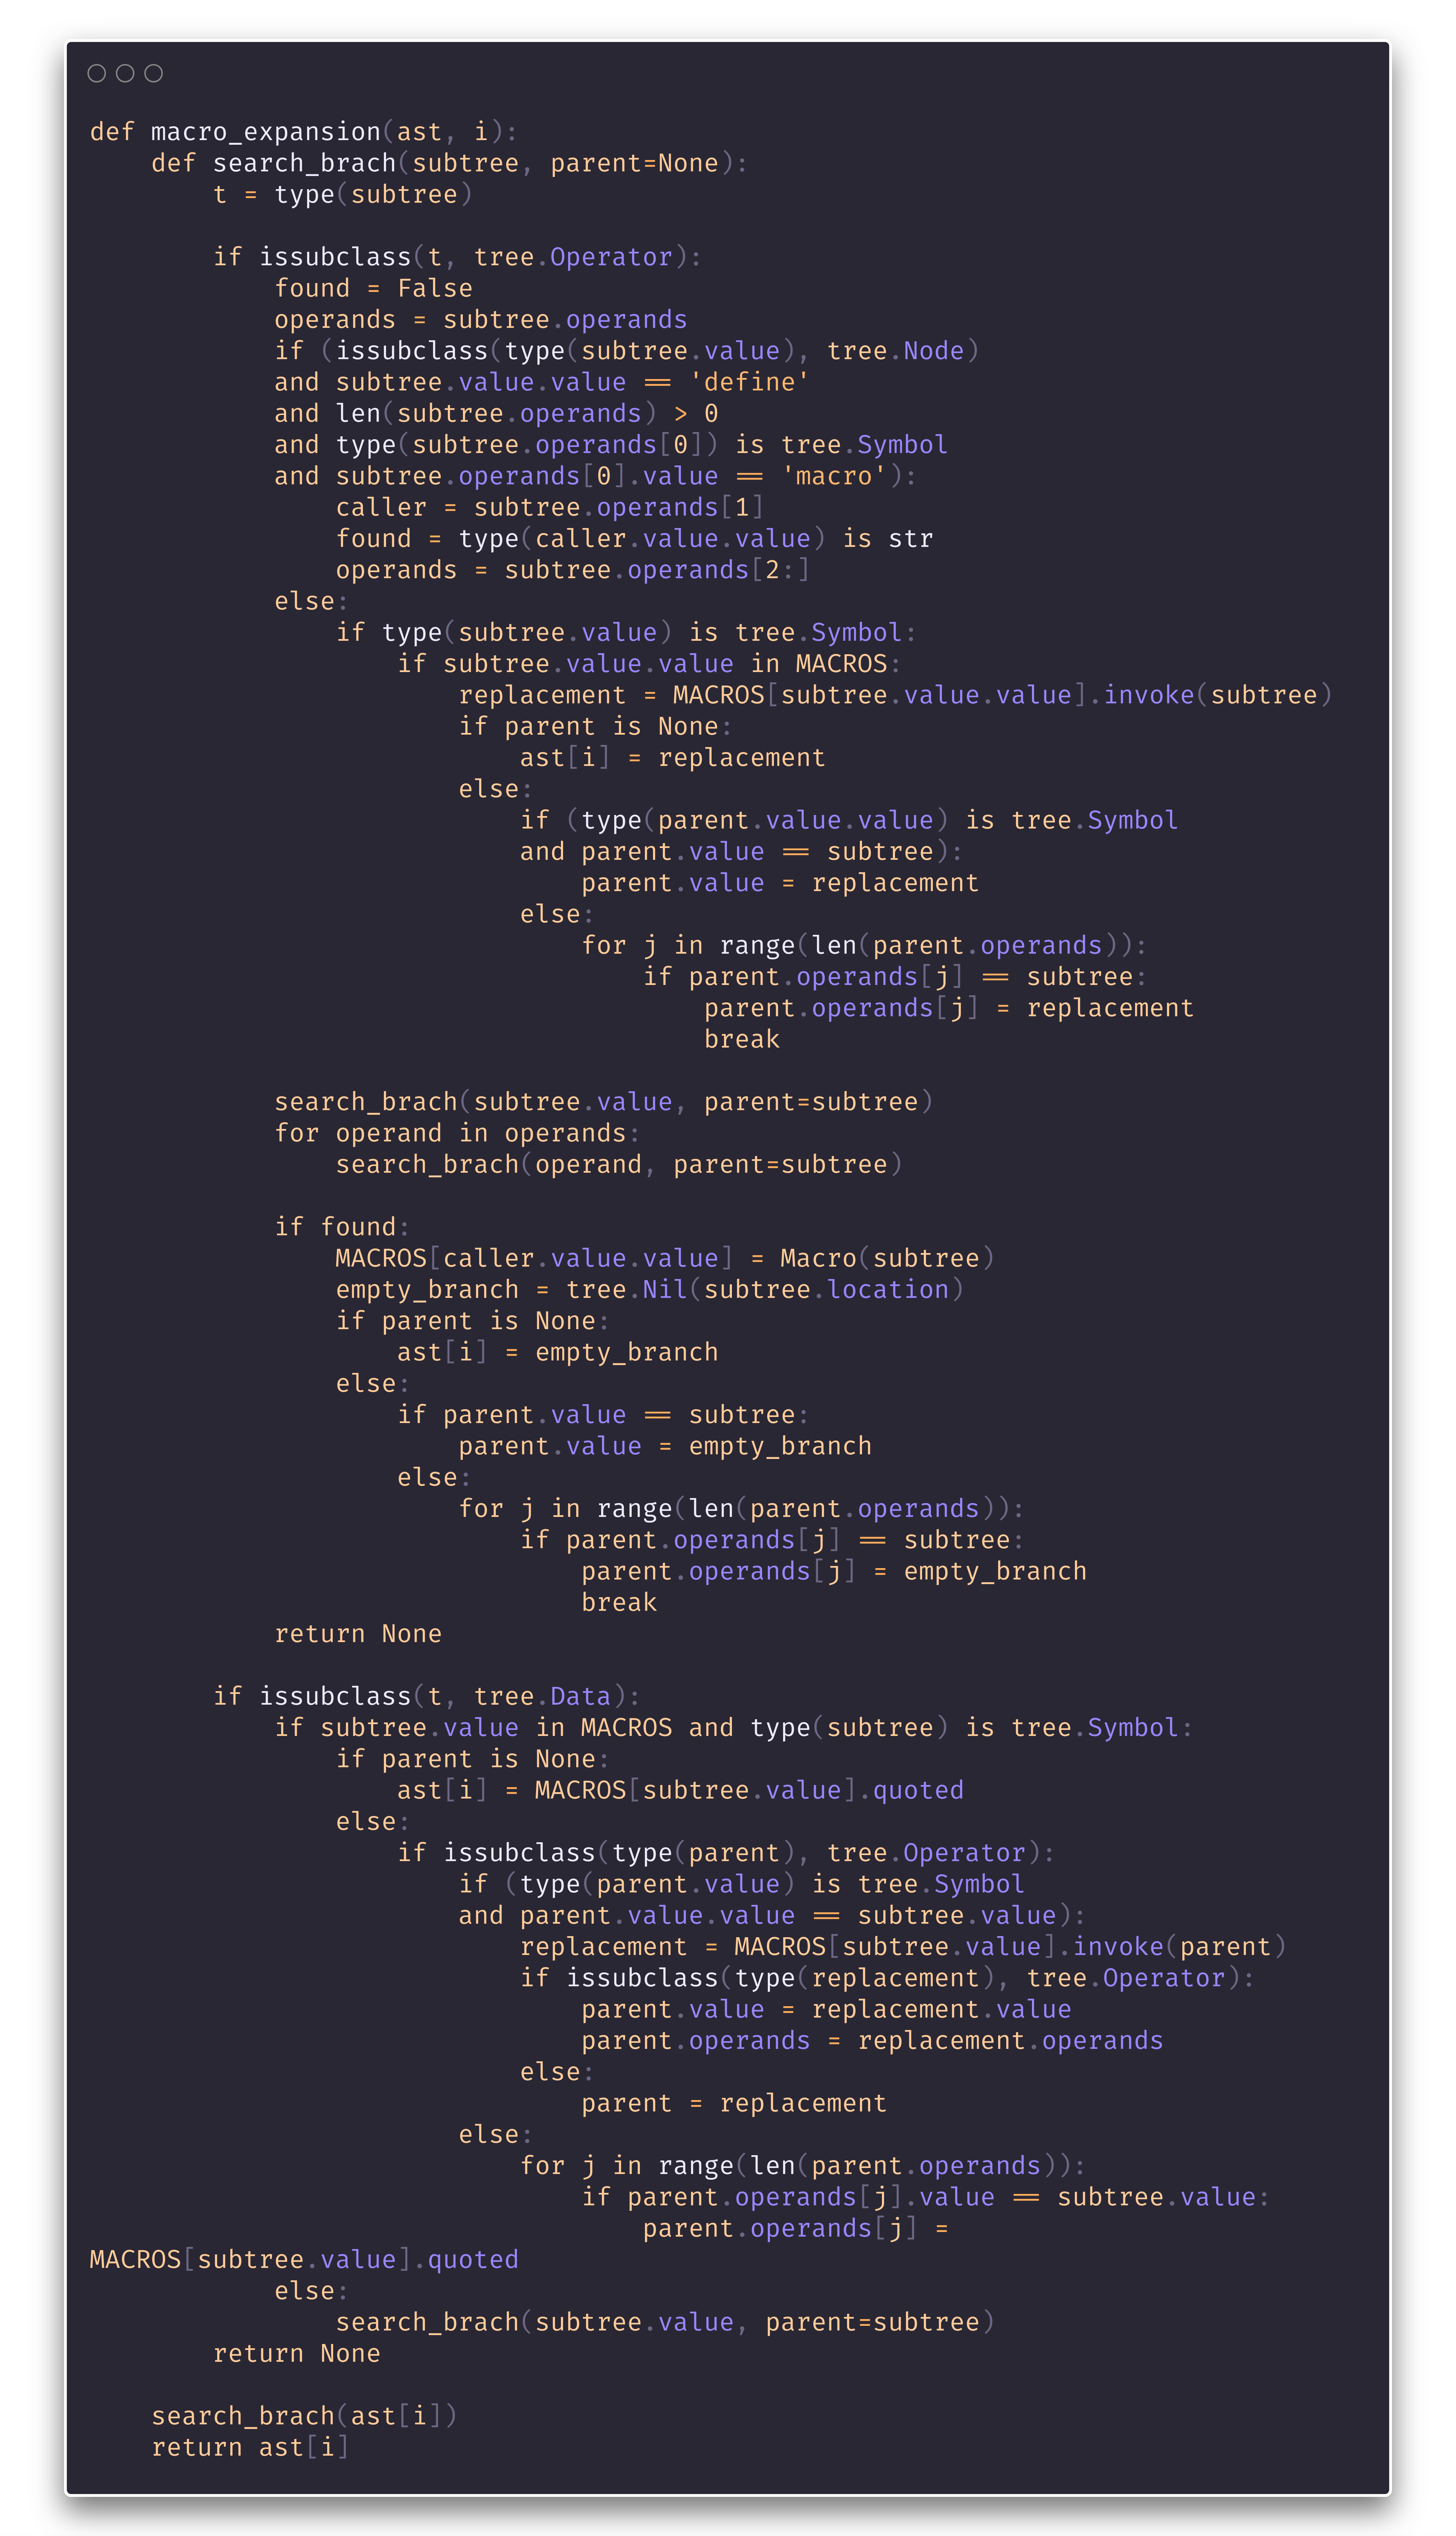 def macro_expansion(ast, i):
    def search_brach(subtree, parent=None):
        t = type(subtree)

        if issubclass(t, tree.Operator):
            found = False
            operands = subtree.operands
            if (issubclass(type(subtree.value), tree.Node)
            and subtree.value.value == 'define'
            and len(subtree.operands) > 0
            and type(subtree.operands[0]) is tree.Symbol
            and subtree.operands[0].value == 'macro'):
                caller = subtree.operands[1]
                found = type(caller.value.value) is str
                operands = subtree.operands[2:]
            else:
                if type(subtree.value) is tree.Symbol:
                    if subtree.value.value in MACROS:
                        replacement = MACROS[subtree.value.value].invoke(subtree)
                        if parent is None:
                            ast[i] = replacement
                        else:
                            if (type(parent.value.value) is tree.Symbol
                            and parent.value == subtree):
                                parent.value = replacement
                            else:
                                for j in range(len(parent.operands)):
                                    if parent.operands[j] == subtree:
                                        parent.operands[j] = replacement
                                        break

            search_brach(subtree.value, parent=subtree)
            for operand in operands:
                search_brach(operand, parent=subtree)

            if found:
                MACROS[caller.value.value] = Macro(subtree)
                empty_branch = tree.Nil(subtree.location)
                if parent is None:
                    ast[i] = empty_branch
                else:
                    if parent.value == subtree:
                        parent.value = empty_branch
                    else:
                        for j in range(len(parent.operands)):
                            if parent.operands[j] == subtree:
                                parent.operands[j] = empty_branch
                                break
            return None

        if issubclass(t, tree.Data):
            if subtree.value in MACROS and type(subtree) is tree.Symbol:
                if parent is None:
                    ast[i] = MACROS[subtree.value].quoted
                else:
                    if issubclass(type(parent), tree.Operator):
                        if (type(parent.value) is tree.Symbol
                        and parent.value.value == subtree.value):
                            replacement = MACROS[subtree.value].invoke(parent)
                            if issubclass(type(replacement), tree.Operator):
                                parent.value = replacement.value
                                parent.operands = replacement.operands
                            else:
                                parent = replacement
                        else:
                            for j in range(len(parent.operands)):
                                if parent.operands[j].value == subtree.value:
                                    parent.operands[j] =
MACROS[subtree.value].quoted
            else:
                search_brach(subtree.value, parent=subtree)
        return None

    search_brach(ast[i])
    return ast[i]